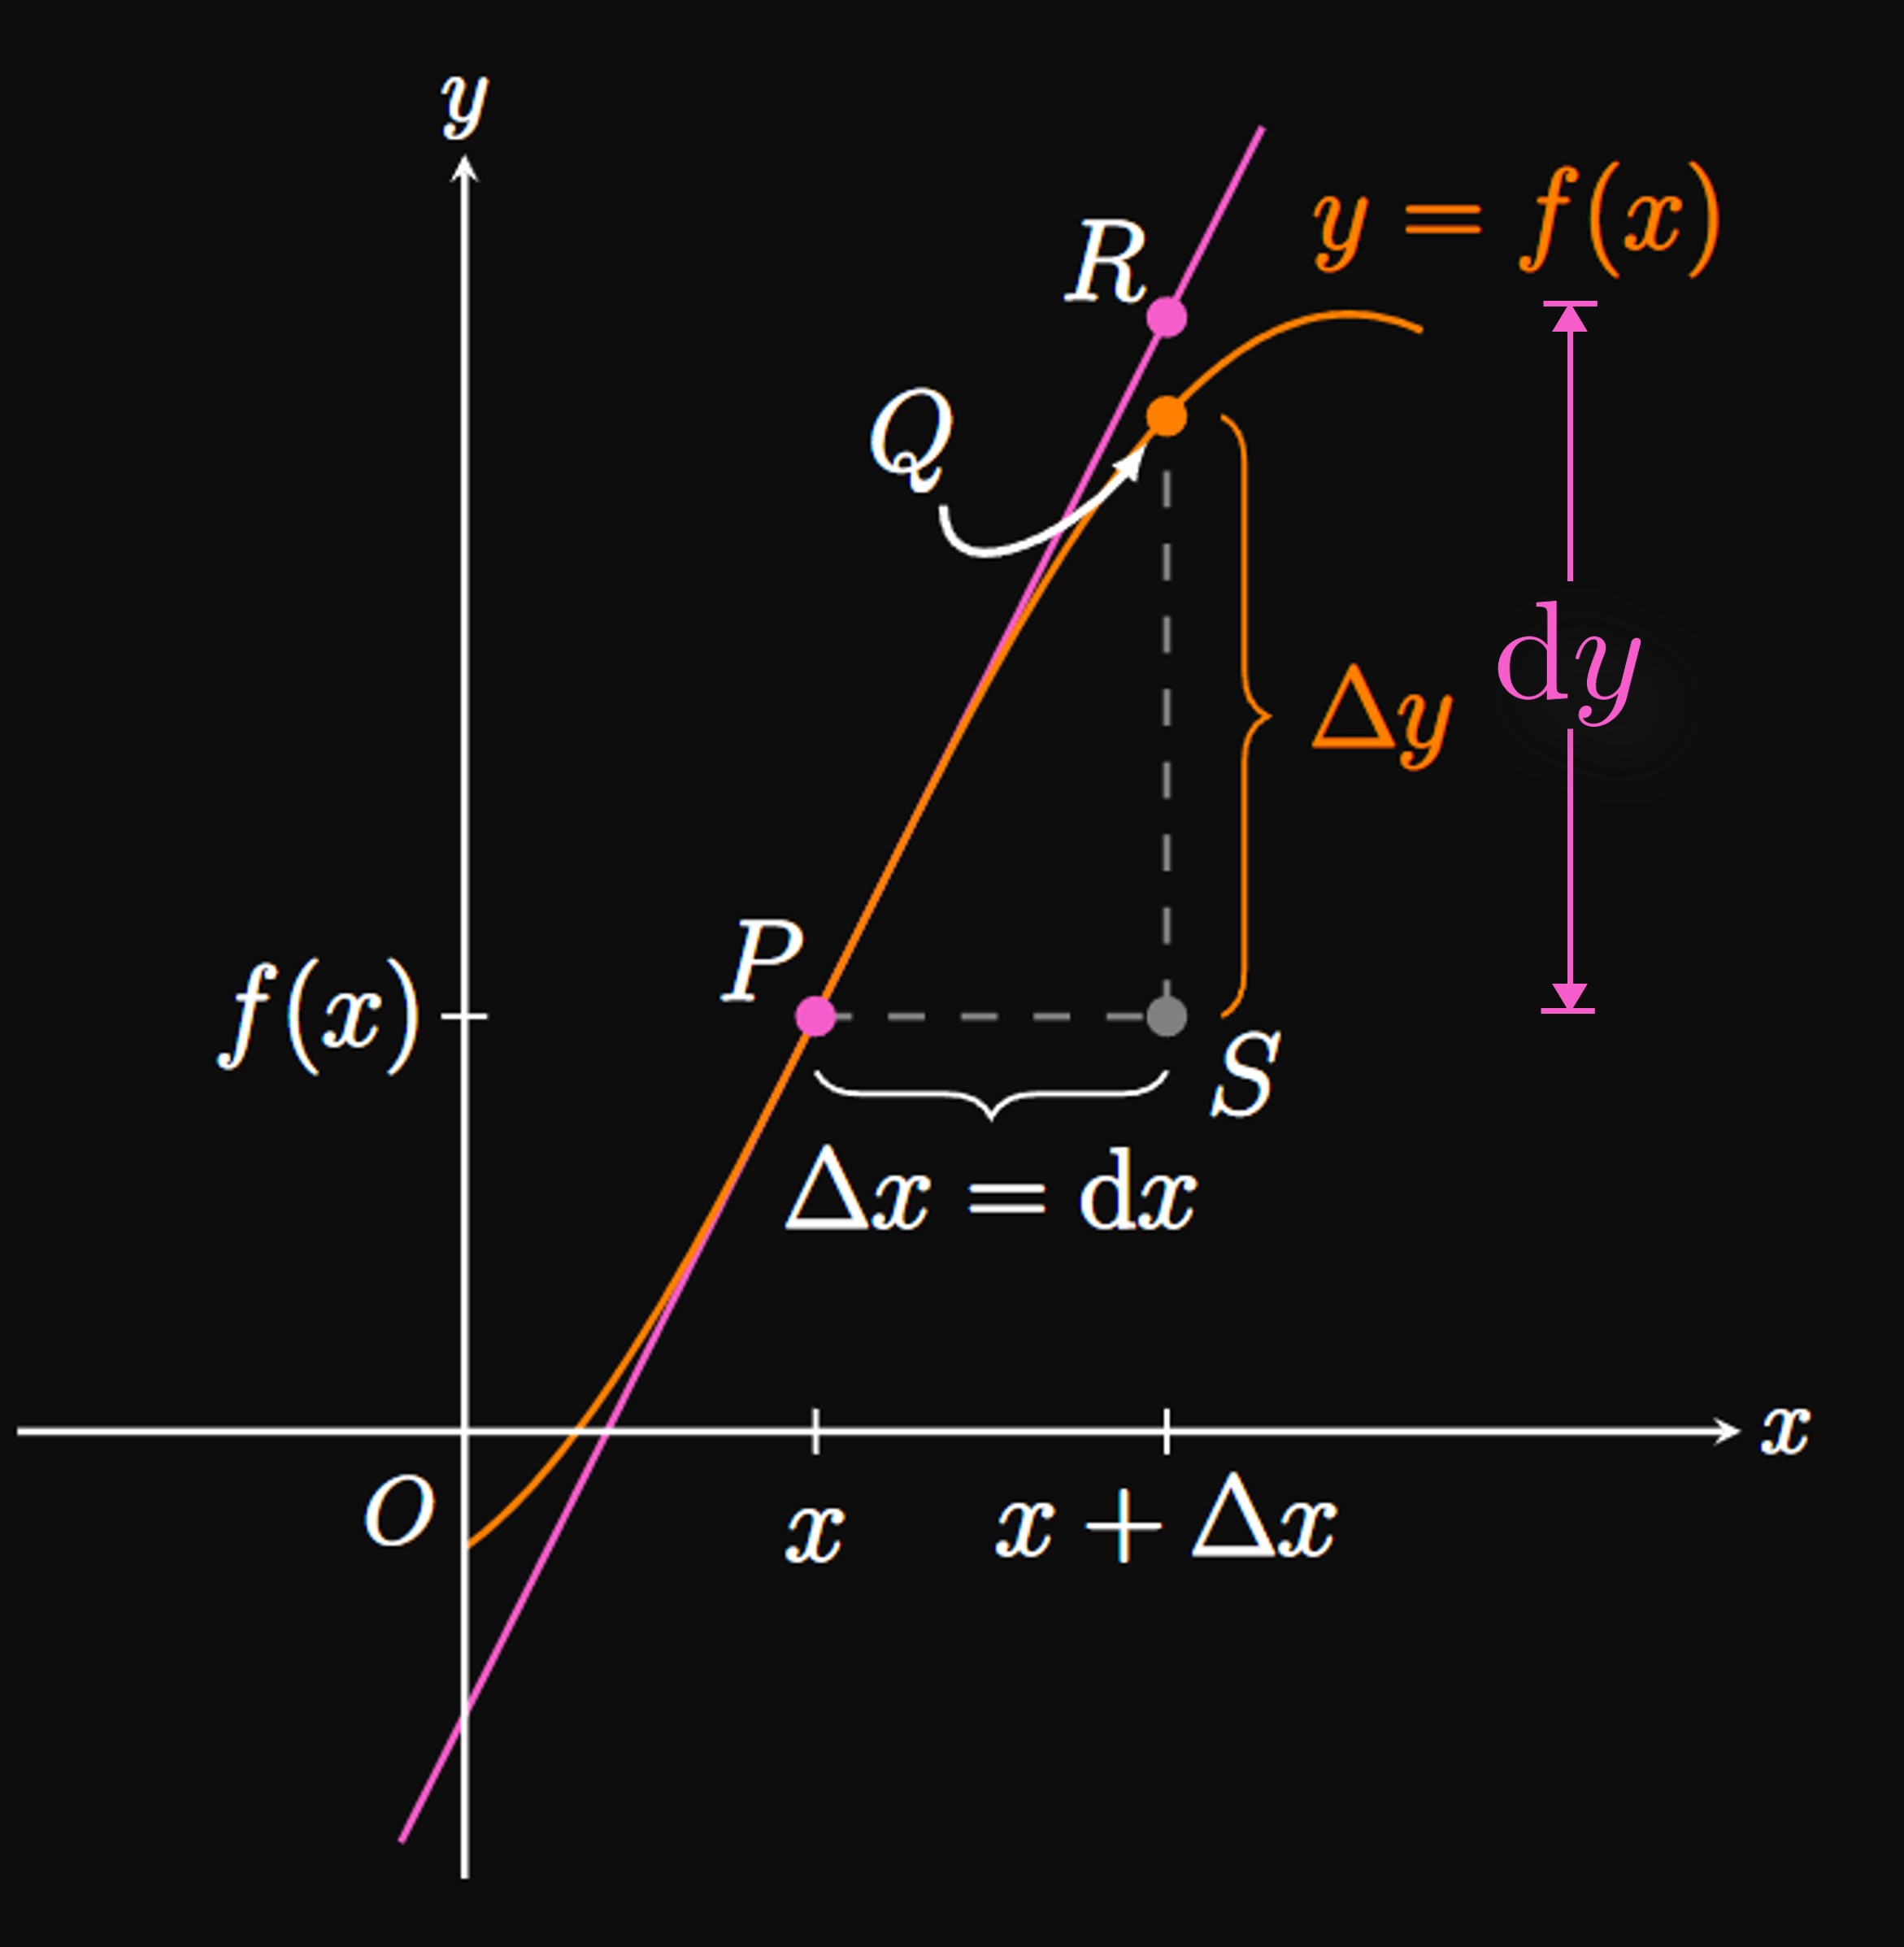 y
y = f(x)
R
Q
dy
Δy
P
f(x)
S
Δx = dx
x
O
x
x + Δx